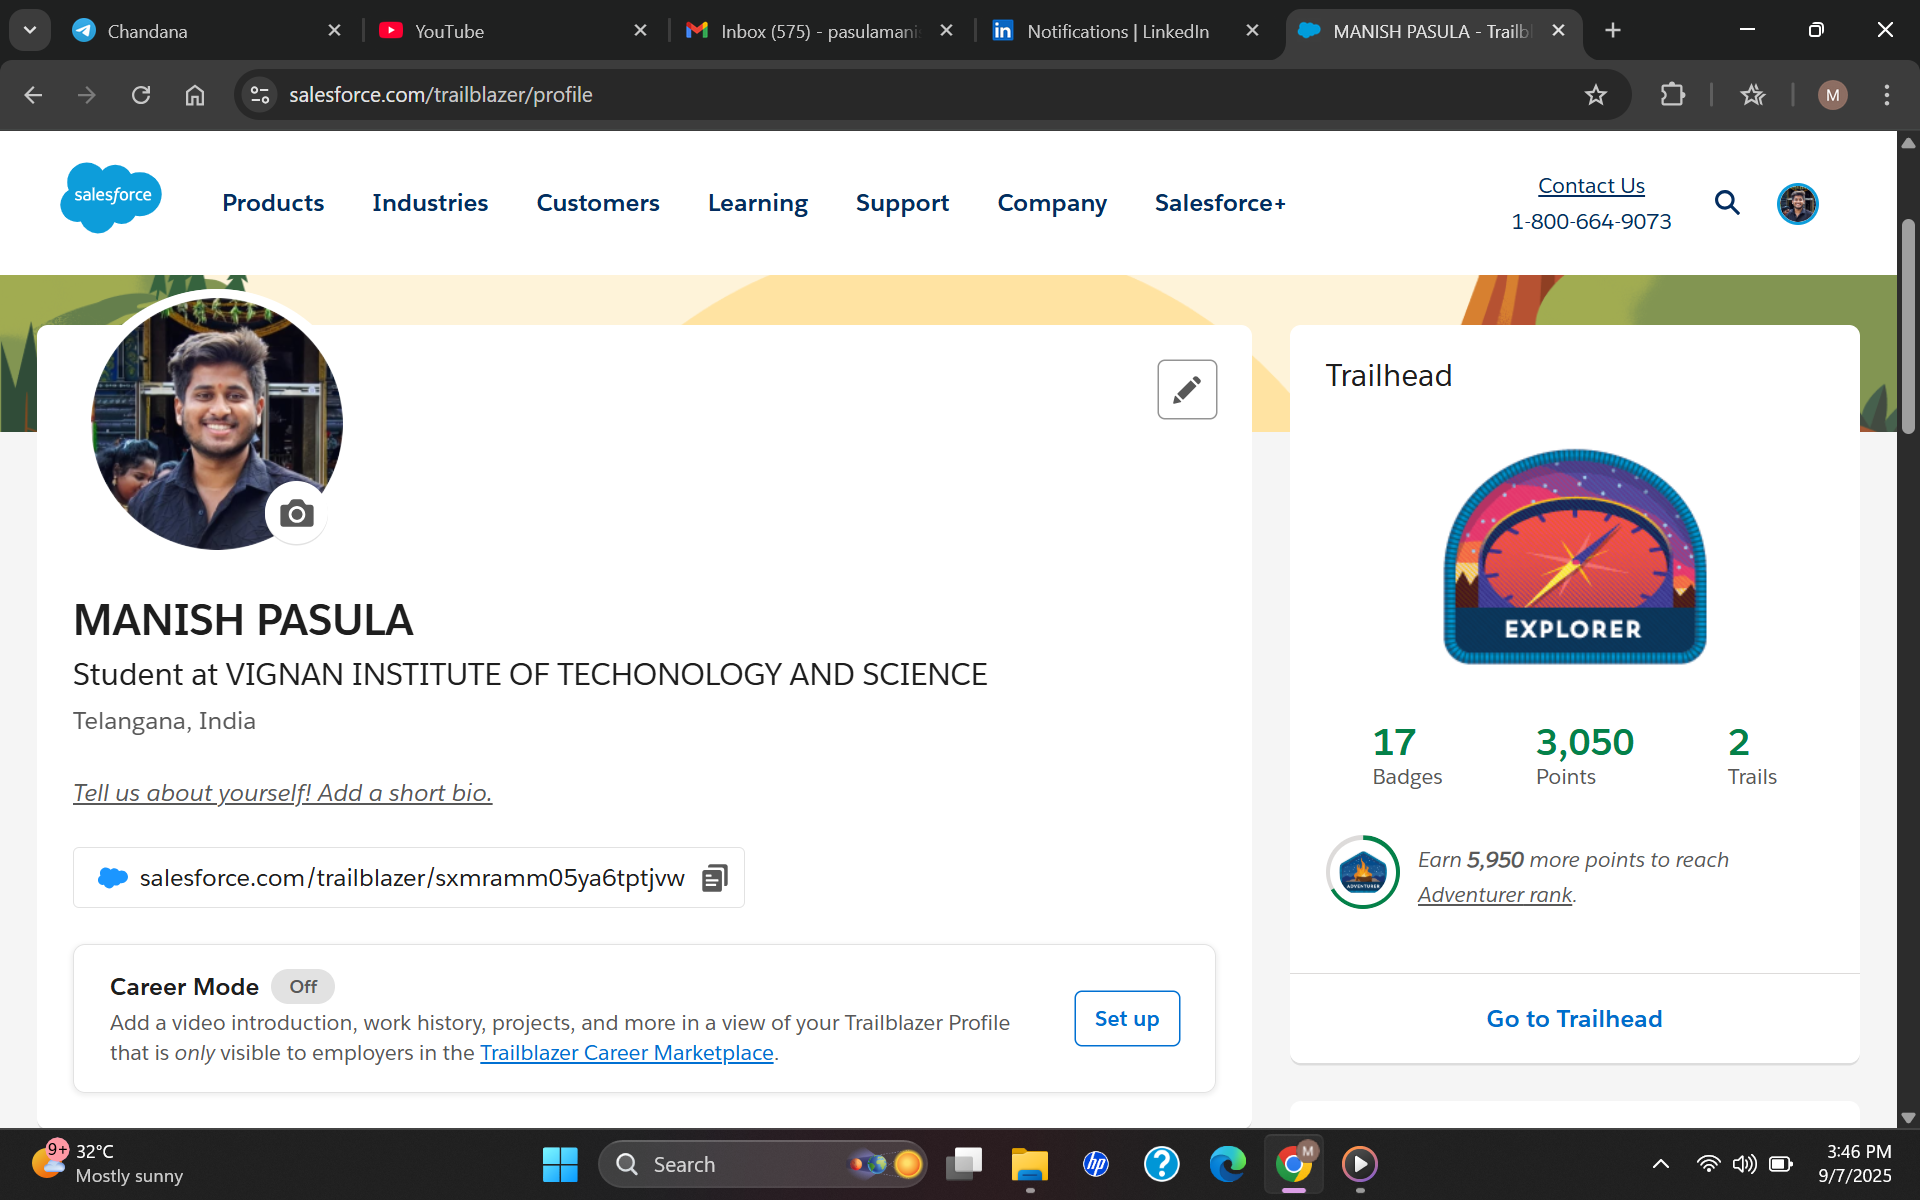 Chandana
YouTube
Inbox (575) - pasulamani
Notifications | LinkedIn
MANISH PASULA - Trailb
salesforce.com/trailblazer/profile
M
salesforce
Products
Industries
Customers
Learning
Support
Company
Salesforce+
Contact Us
1-800-664-9073
MANISH PASULA
Student at VIGNAN INSTITUTE OF TECHONOLOGY AND SCIENCE
Telangana, India
Tell us about yourself! Add a short bio.
salesforce.com/trailblazer/sxmramm05ya6tptjvw
Career Mode Off
Add a video introduction, work history, projects, and more in a view of your Trailblazer Profile
that is only visible to employers in the Trailblazer Career Marketplace.
Set up
Trailhead
EXPLORER
17
Badges
3,050
Points
2
Trails
ADVENTURER
Earn 5,950 more points to reach
Adventurer rank.
Go to Trailhead
9+
32°C
Mostly sunny
Search
hp
M
3:46 PM
9/7/2025